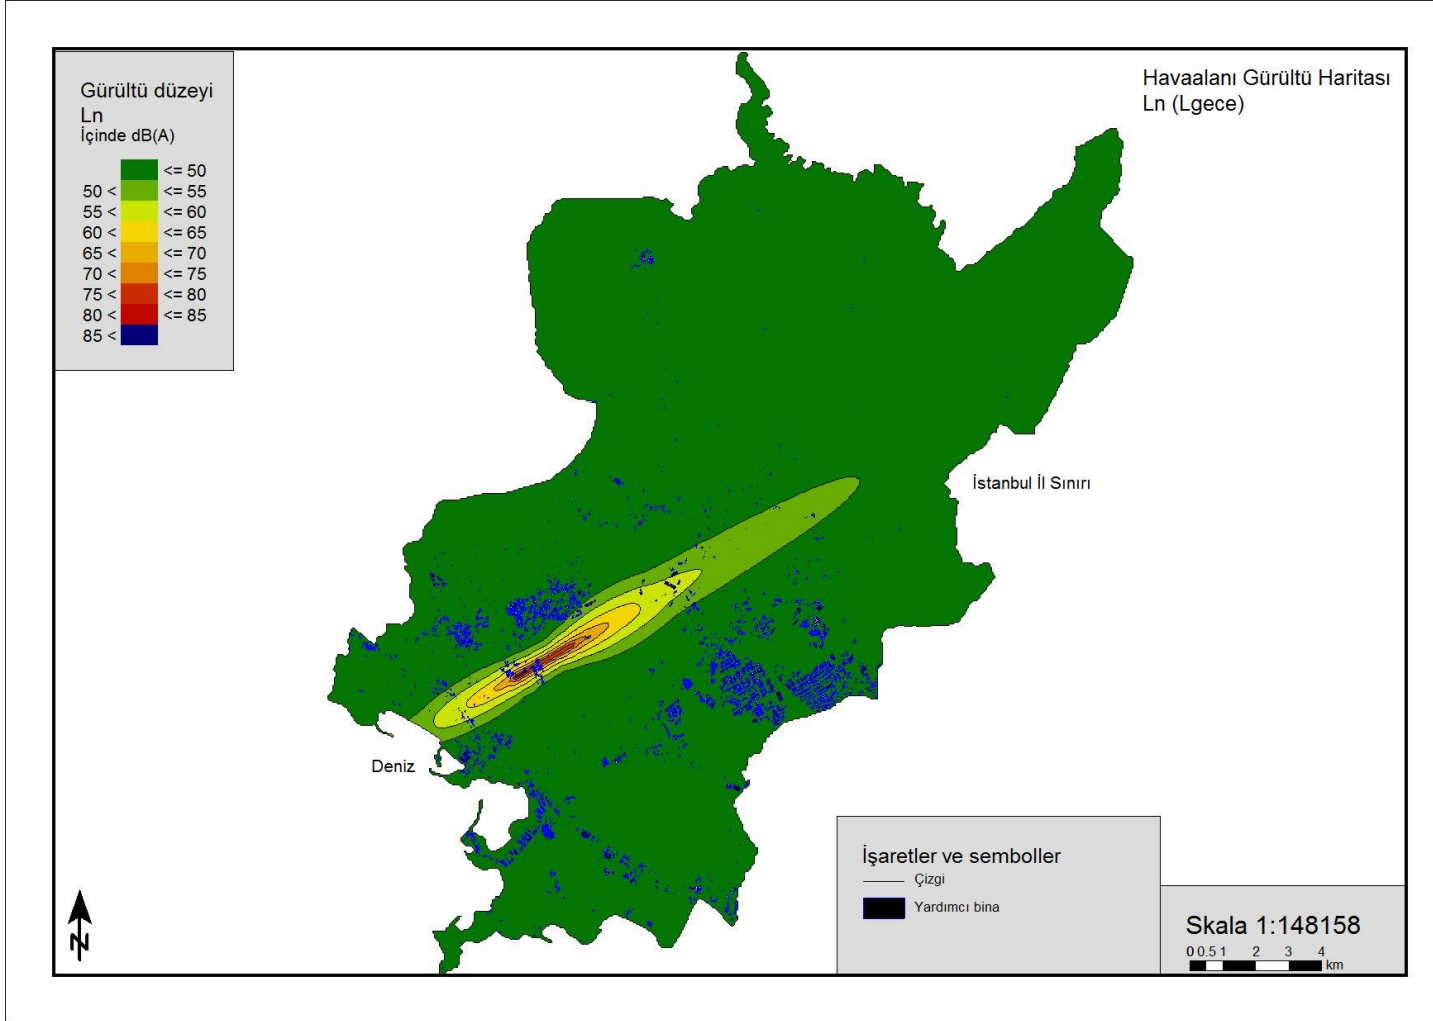 Gürültü düzeyi
Ln
İçinde dB(A)
<= 50
50 < <= 55
55 < <= 60
60 < <= 65
65 < <= 70
70 < <= 75
75 < <= 80
80 < <= 85
85 <
Havaalanı Gürültü Haritası
Ln (Lgece)
İstanbul İl Sınırı
Deniz
İşaretler ve semboller
Çizgi
Yardımcı bina
N
Skala 1:148158
0 0.5 1 2 3 4
km